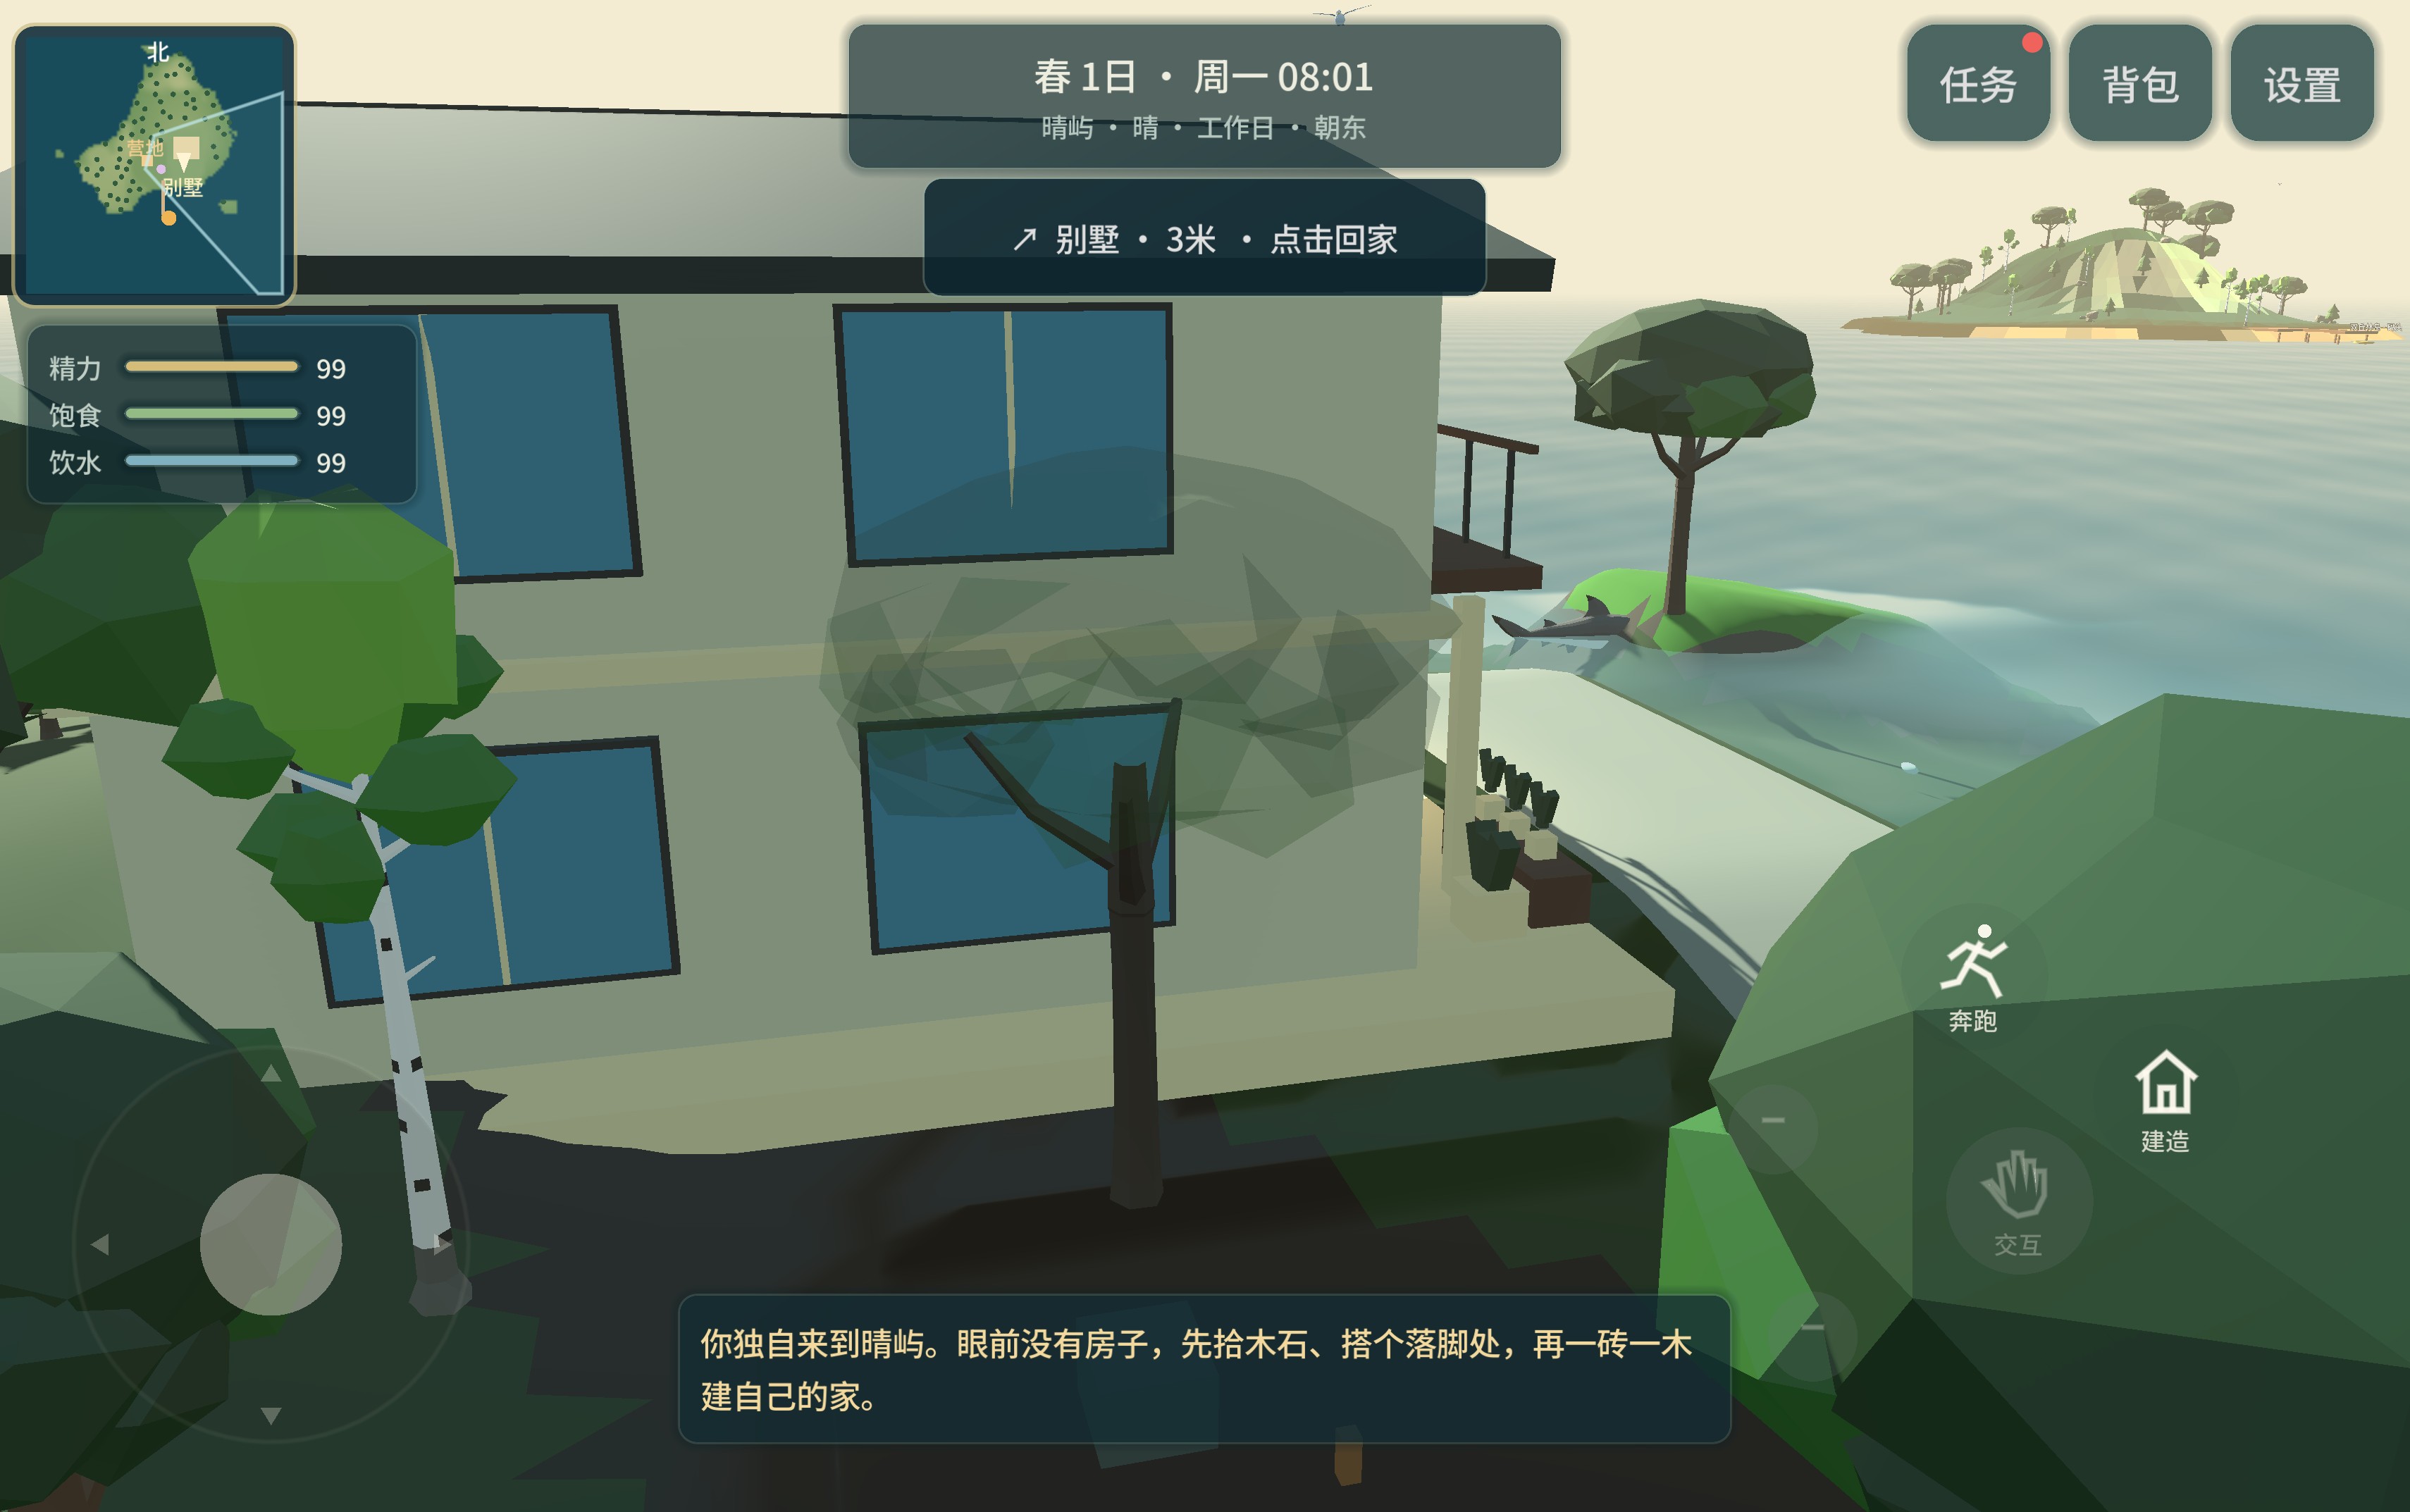 北
营地
别墅
春 1日 · 周一 08:01
晴屿 · 晴 · 工作日 · 朝东
↗ 别墅 · 3米 · 点击回家
任务
背包
设置
精力 99
饱食 99
饮水 99
奔跑
建造
交互
你独自来到晴屿。眼前没有房子，先拾木石、搭个落脚处，再一砖一木
建自己的家。